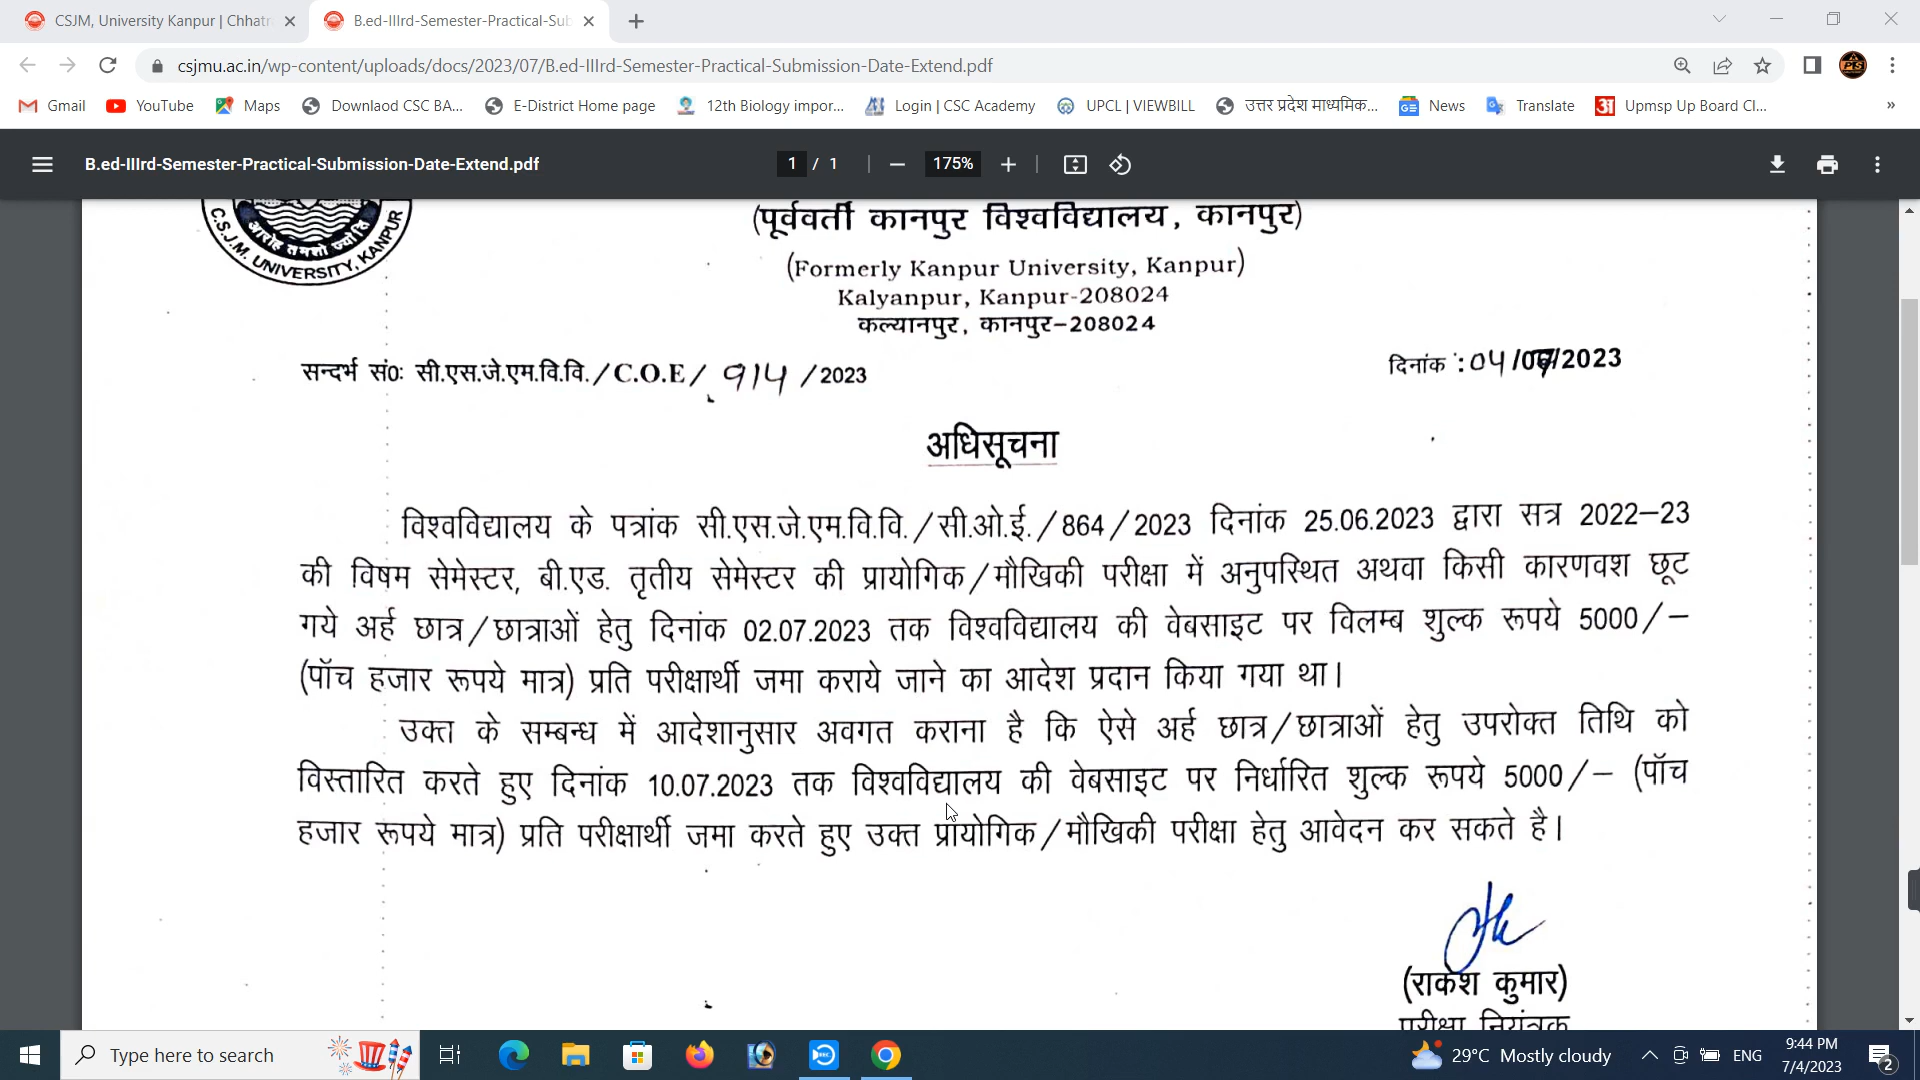 CSJM, University Kanpur | Chhat
B.ed-IIIrd-Semester-Practical-Su
csjmu.ac.in/wp-content/uploads/docs/2023/07/B.ed-IIIrd-Semester-Practical-Submission-Date-Extend.pdf
Gmail YouTube Maps Downlaod CSC BA... E-District Home page 12th Biology impor... Login | CSC Academy UPCL | VIEWBILL उत्तर प्रदेश माध्यमिक... News Translate Upmsp Up Board Cl... »
B.ed-IIIrd-Semester-Practical-Submission-Date-Extend.pdf 1 / 1 175%
C.S.J.M. UNIVERSITY, KANPUR
आरोह तमसो ज्योति
(पूर्ववर्ती कानपुर विश्वविद्यालय, कानपुर)
(Formerly Kanpur University, Kanpur)
Kalyanpur, Kanpur-208024
कल्यानपुर, कानपुर–208024
सन्दर्भ सं0: सी.एस.जे.एम.वि.वि./C.O.E/ 914 /2023
दिनांक : 04/07/2023
अधिसूचना
विश्वविद्यालय के पत्रांक सी.एस.जे.एम.वि.वि./सी.ओ.ई./864/2023 दिनांक 25.06.2023 द्वारा सत्र 2022–23
की विषम सेमेस्टर, बी.एड. तृतीय सेमेस्टर की प्रायोगिक/मौखिकी परीक्षा में अनुपस्थित अथवा किसी कारणवश छूट
गये अर्ह छात्र/छात्राओं हेतु दिनांक 02.07.2023 तक विश्वविद्यालय की वेबसाइट पर विलम्ब शुल्क रूपये 5000/–
(पॉच हजार रूपये मात्र) प्रति परीक्षार्थी जमा कराये जाने का आदेश प्रदान किया गया था।
उक्त के सम्बन्ध में आदेशानुसार अवगत कराना है कि ऐसे अर्ह छात्र/छात्राओं हेतु उपरोक्त तिथि को
विस्तारित करते हुए दिनांक 10.07.2023 तक विश्वविद्यालय की वेबसाइट पर निर्धारित शुल्क रूपये 5000/– (पॉच
हजार रूपये मात्र) प्रति परीक्षार्थी जमा करते हुए उक्त प्रायोगिक/मौखिकी परीक्षा हेतु आवेदन कर सकते है।
(राकेश कुमार)
परीक्षा नियंत्रक
Type here to search
29°C Mostly cloudy
ENG
9:44 PM
7/4/2023
2